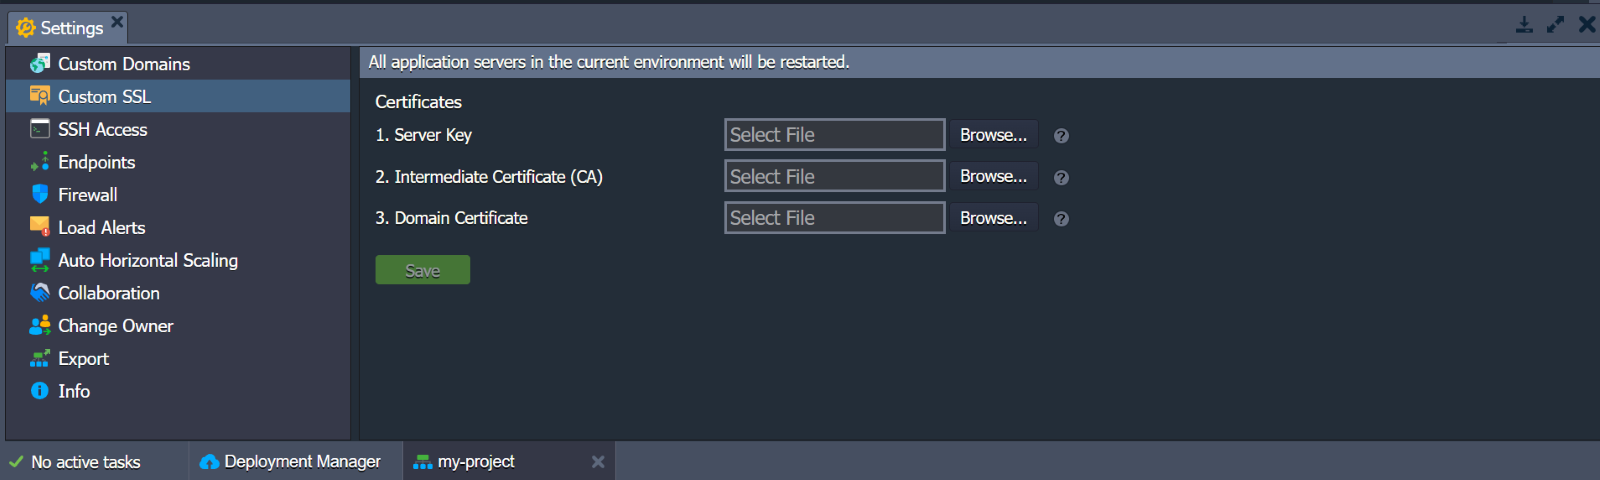 Settings
Custom Domains
Custom SSL
SSH Access
Endpoints
Firewall
Load Alerts
Auto Horizontal Scaling
Collaboration
Change Owner
Export
Info
All application servers in the current environment will be restarted.
Certificates
1. Server Key Select File Browse... ?
2. Intermediate Certificate (CA) Select File Browse... ?
3. Domain Certificate Select File Browse... ?
Save
No active tasks Deployment Manager my-project